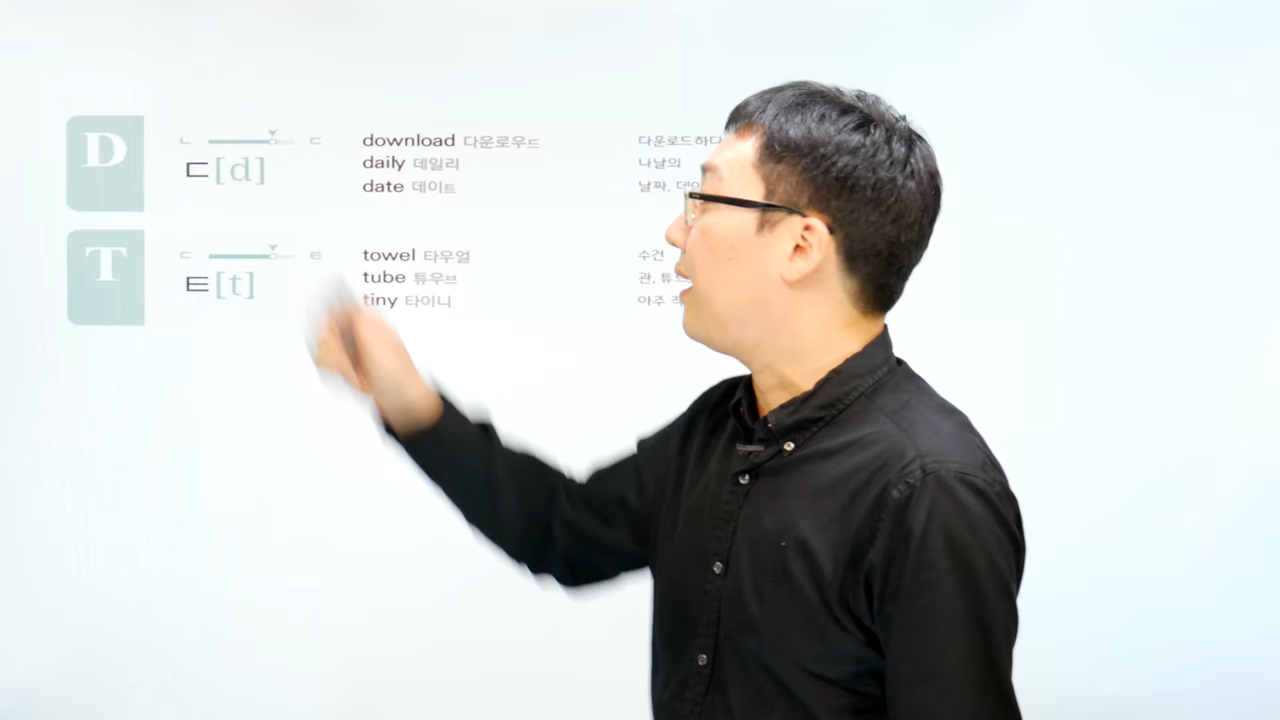 D
ㄴ ㄷ
ㄷ[d]
download 다운로우드 다운로드하다
daily 데일리 나날의
date 데이트 날짜,
T
ㄷ ㅌ
ㅌ[t]
towel 타우얼 수건
tube 튜우브 관,
tiny 타이니 아주